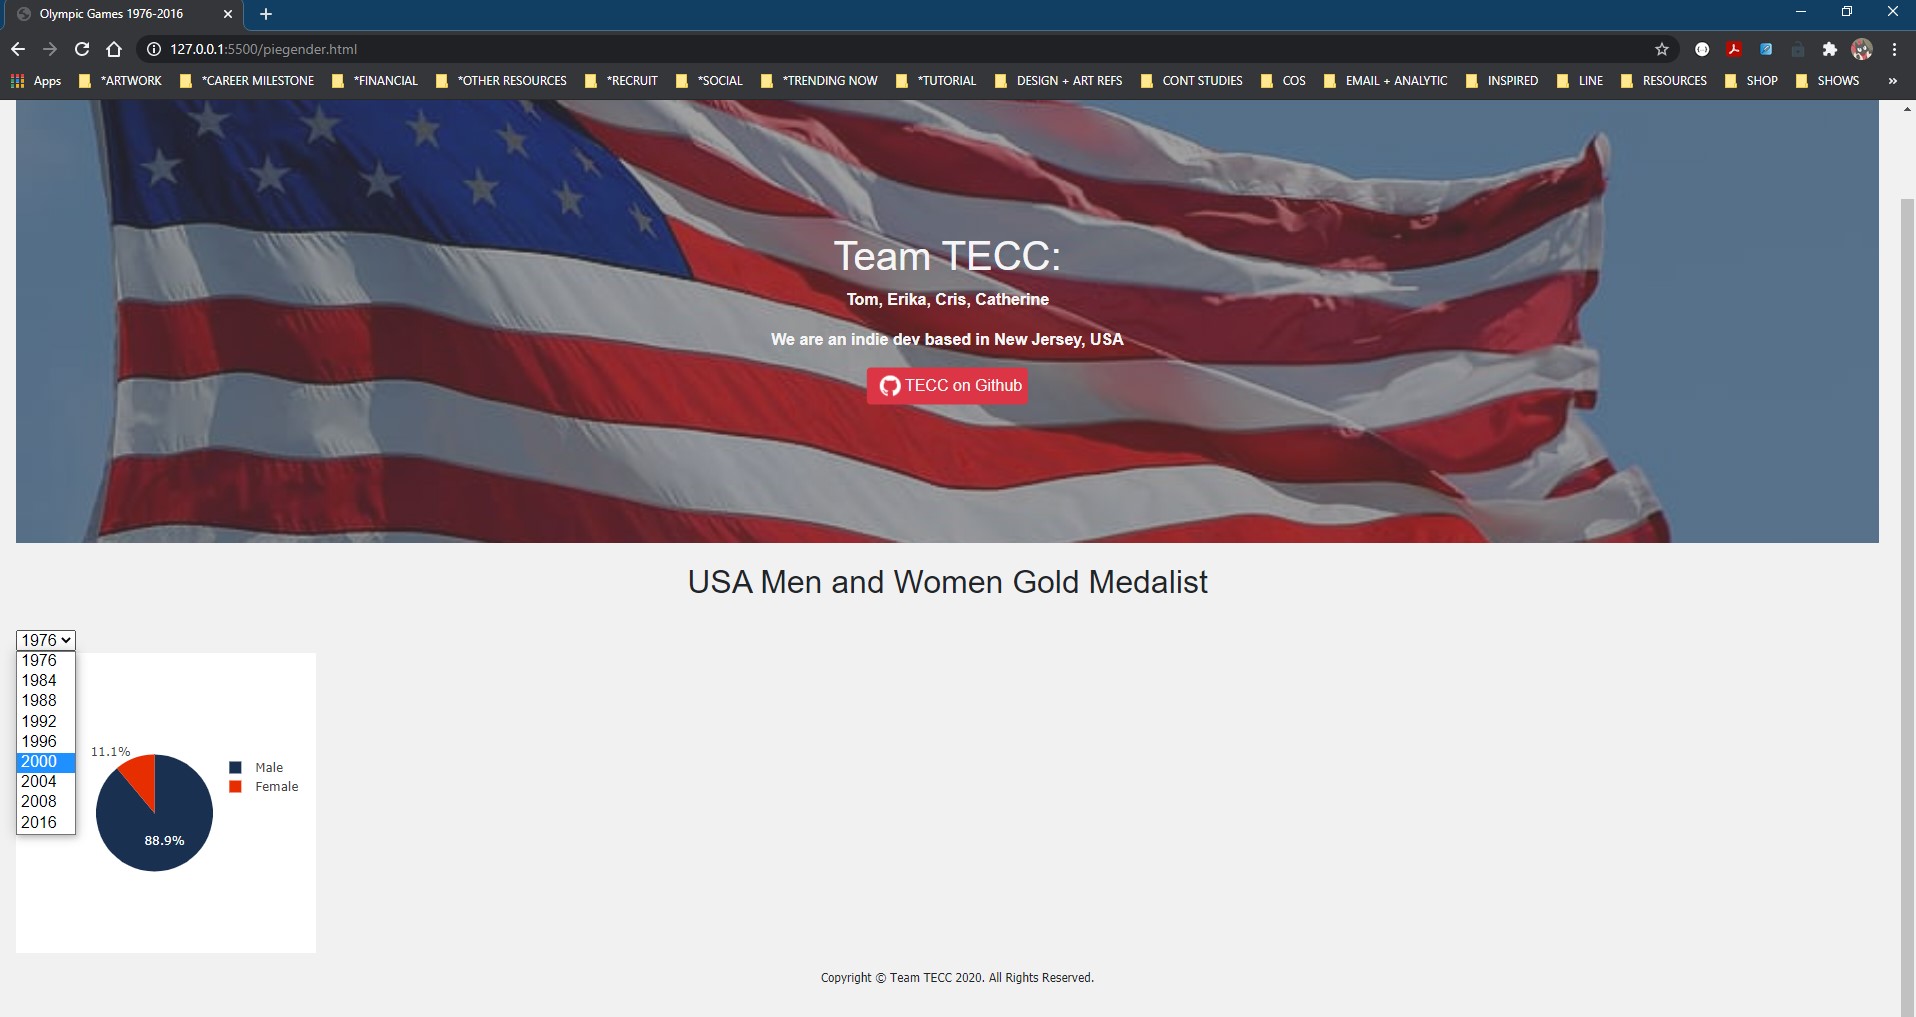 Olympic Games 1976-2016
127.0.0.1:5500/piegender.html
Apps *ARTWORK *CAREER MILESTONE *FINANCIAL *OTHER RESOURCES *RECRUIT *SOCIAL *TRENDING NOW *TUTORIAL DESIGN + ART REFS CONT STUDIES COS EMAIL + ANALYTIC INSPIRED LINE RESOURCES SHOP SHOWS »
Team TECC:
Tom, Erika, Cris, Catherine
We are an indie dev based in New Jersey, USA
TECC on Github
USA Men and Women Gold Medalist
1976
1976
1984
1988
1992
1996
2000
2004
2008
2016
11.1%
88.9%
Male
Female
Copyright © Team TECC 2020. All Rights Reserved.